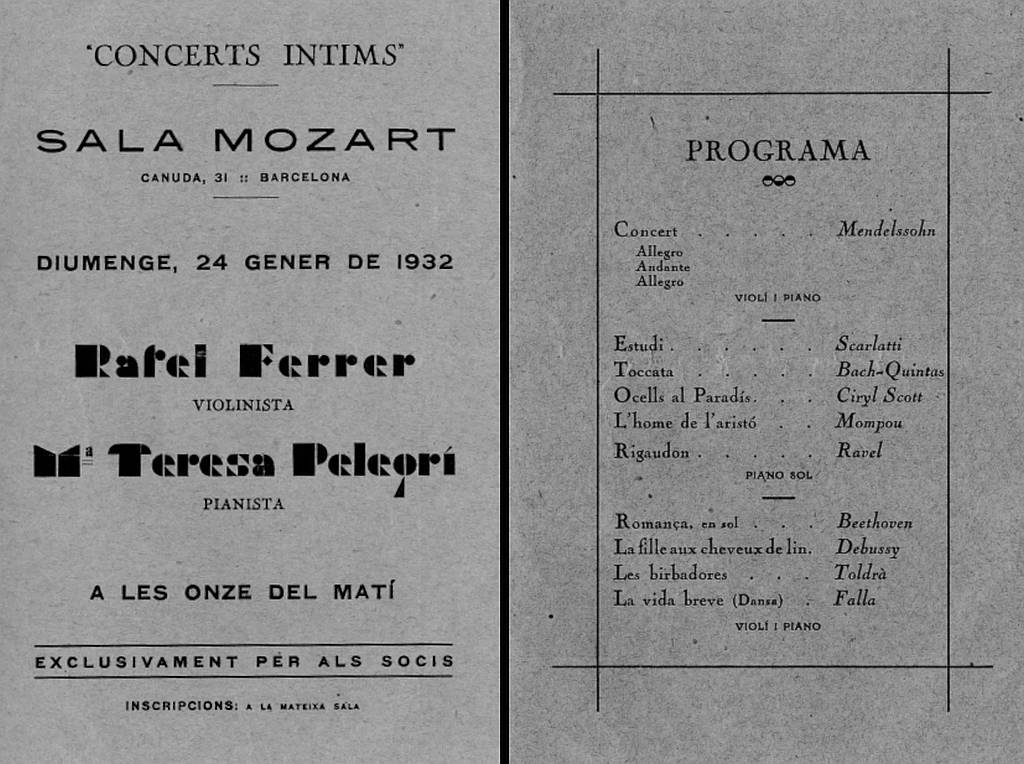 "CONCERTS INTIMS"
SALA MOZART
CANUDA, 31 :: BARCELONA
DIUMENGE, 24 GENER DE 1932
Rafel Ferrer
VIOLINISTA
Mª Teresa Pelegrí
PIANISTA
A LES ONZE DEL MATÍ
EXCLUSIVAMENT PER ALS SOCIS
INSCRIPCIONS: A LA MATEIXA SALA
PROGRAMA
Concert . . . . . Mendelssohn
Allegro
Andante
Allegro
VIOLÍ I PIANO
Estudi . . . . . . Scarlatti
Toccata . . . . . Bach-Quintas
Ocells al Paradís. . . Ciryl Scott
L'home de l'aristó . . Mompou
Rigaudon . . . . . Ravel
PIANO SOL
Romança, en sol . . . Beethoven
La fille aux cheveux de lin. Debussy
Les birbadores . . . Toldrà
La vida breve (Dansa) . Falla
VIOLÍ I PIANO